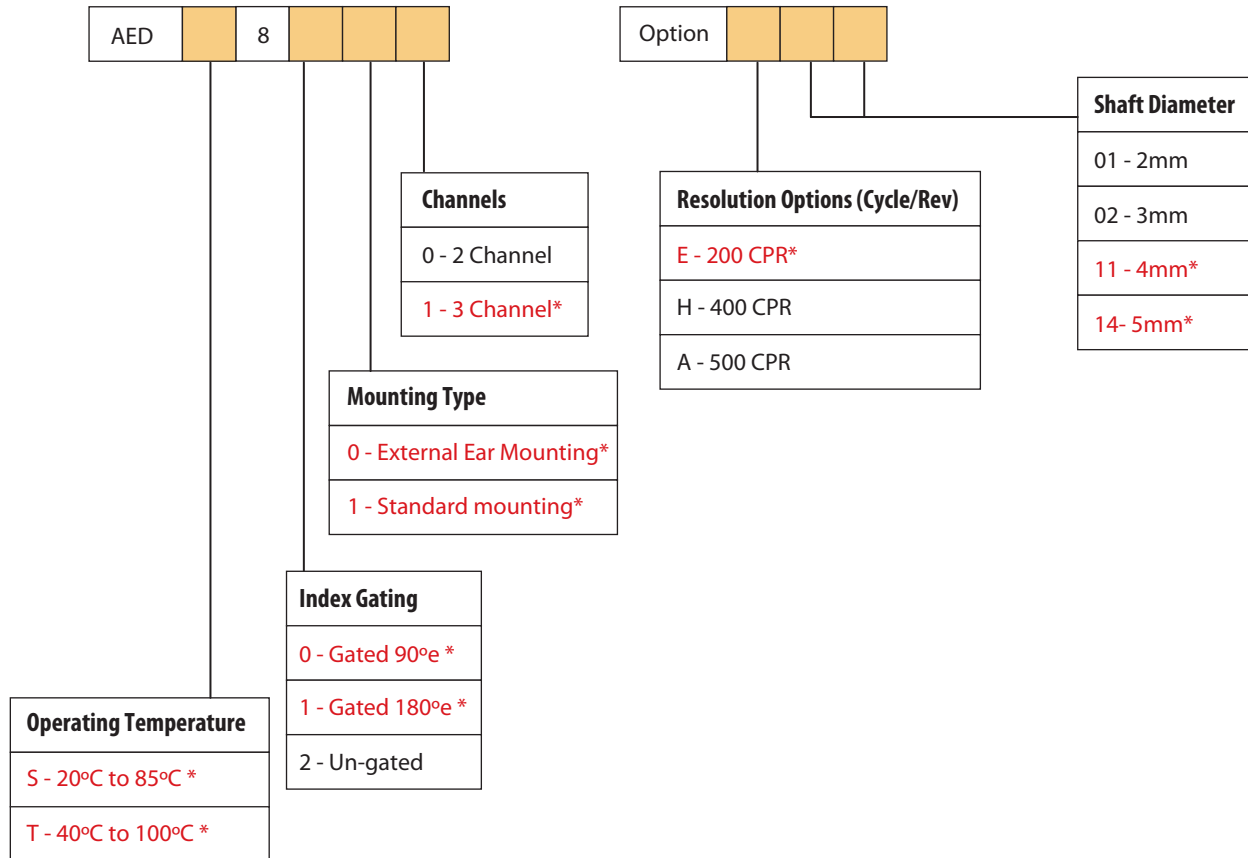 AED 8
Option
Shaft Diameter
01 - 2mm
02 - 3mm
11 - 4mm*
14- 5mm*
Resolution Options (Cycle/Rev)
E - 200 CPR*
H - 400 CPR
A - 500 CPR
Channels
0 - 2 Channel
1 - 3 Channel*
Mounting Type
0 - External Ear Mounting*
1 - Standard mounting*
Index Gating
0 - Gated 90ºe *
1 - Gated 180ºe *
2 - Un-gated
Operating Temperature
S - 20ºC to 85ºC *
T - 40ºC to 100ºC *